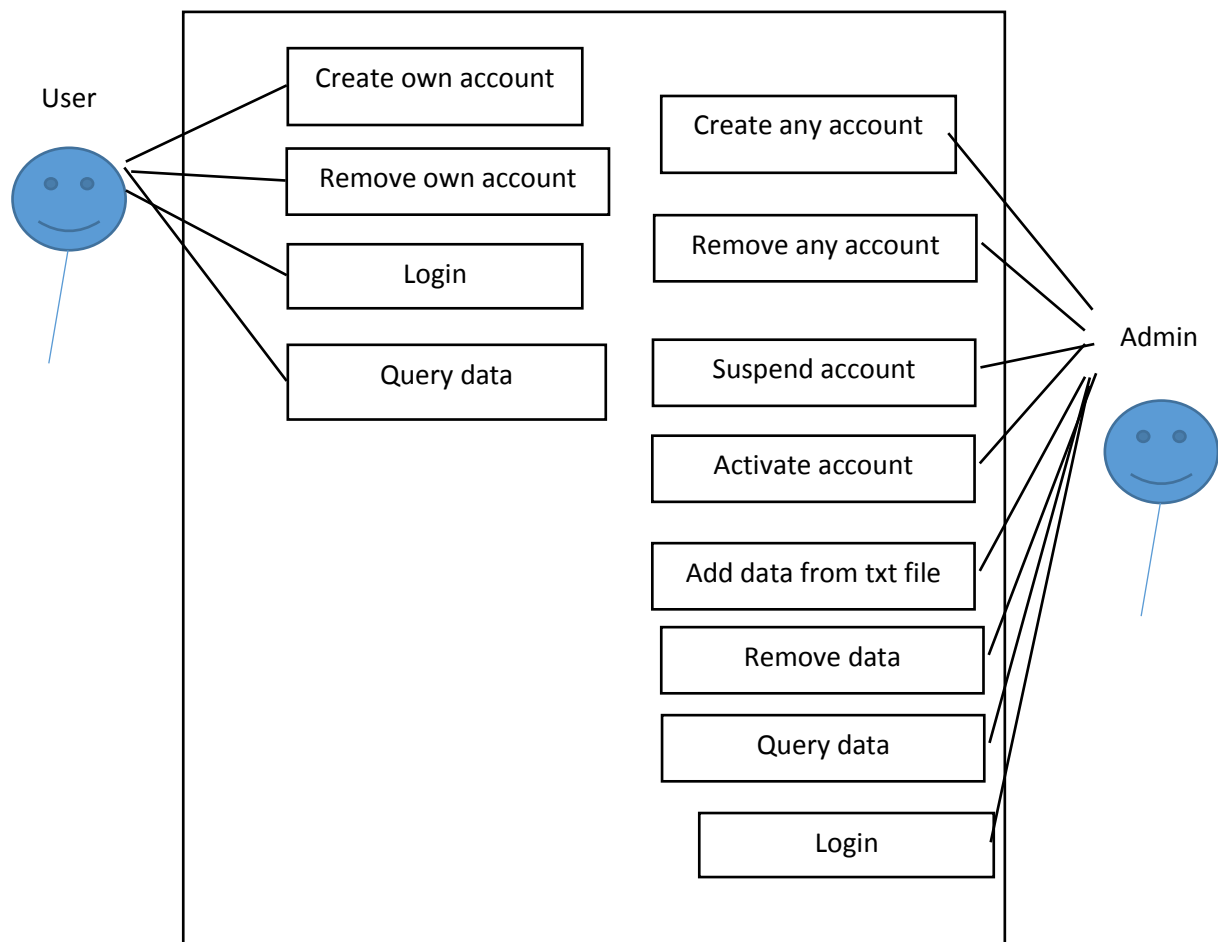 User
Create own account
Remove own account
Login
Query data
Create any account
Remove any account
Suspend account
Activate account
Add data from txt file
Remove data
Query data
Login
Admin